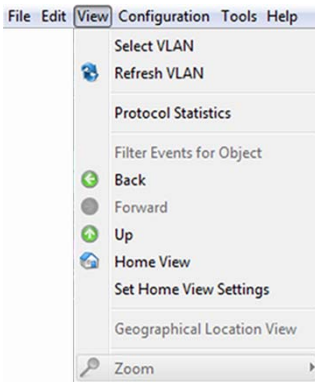 File Edit View Configuration Tools Help
Select VLAN
Refresh VLAN
Protocol Statistics
Filter Events for Object
Back
Forward
Up
Home View
Set Home View Settings
Geographical Location View
Zoom